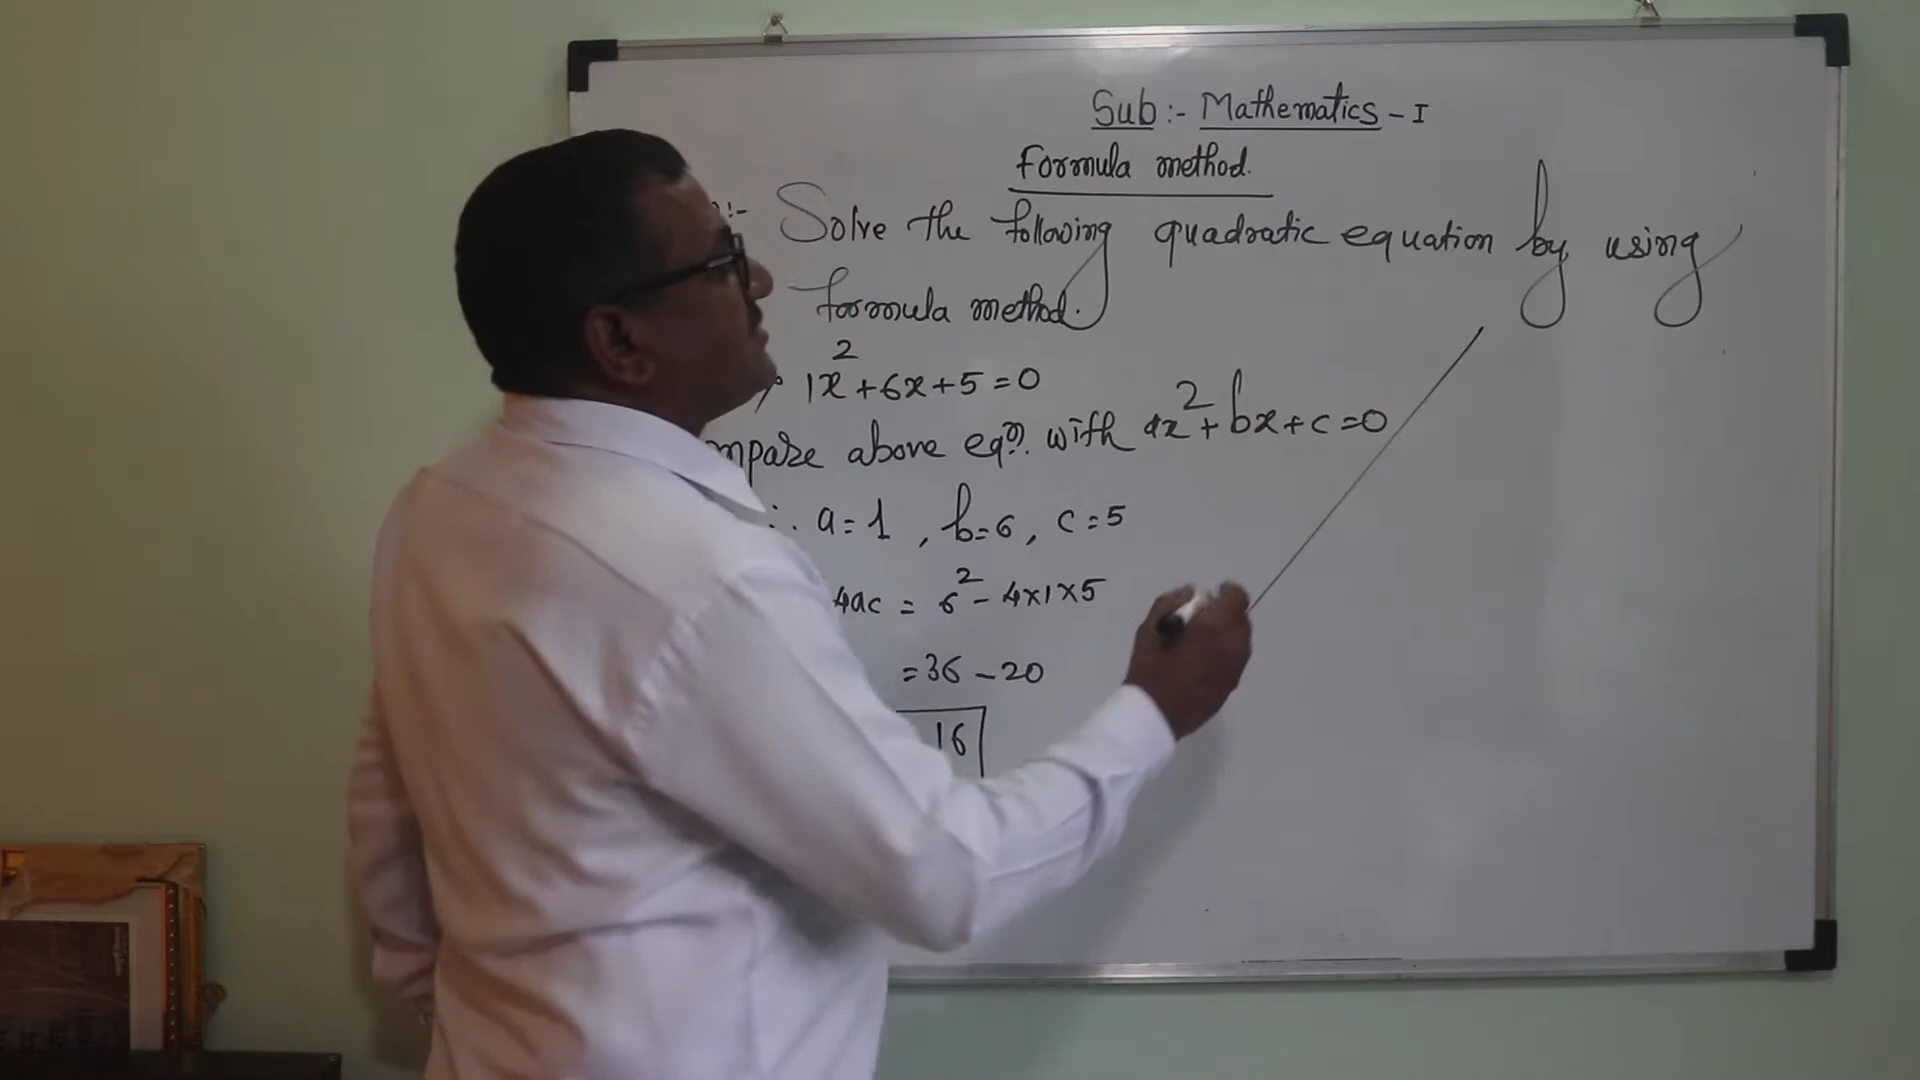 Sub :- Mathematics - I
Formula method.
Solve the following quadratic equation by using
formula method.
1x²+6x+5=0
above eqⁿ. with ax²+bx+c=0
∴ a=1 , b=6 , c=5
4ac = 6² - 4×1×5
=36 - 20
16